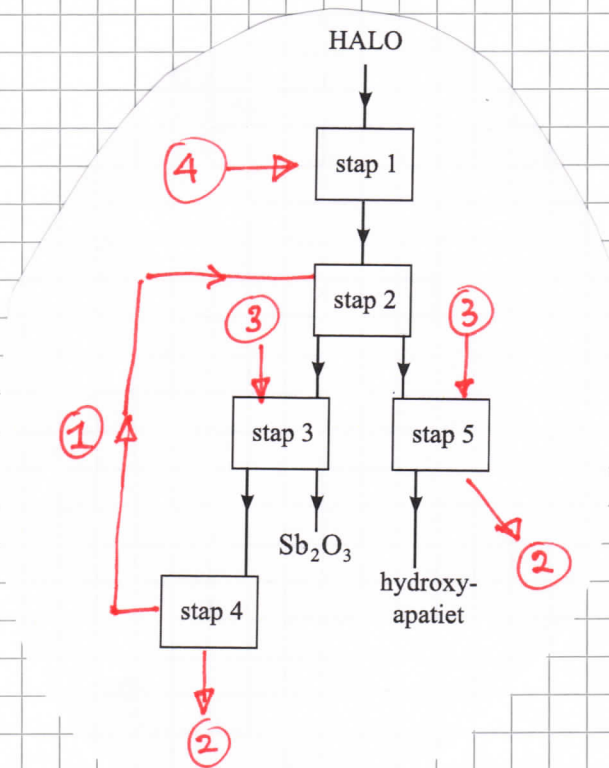 HALO
4
stap 1
stap 2
3
3
1
stap 3
stap 5
Sb₂O₃
2
hydroxy-
apatiet
stap 4
2